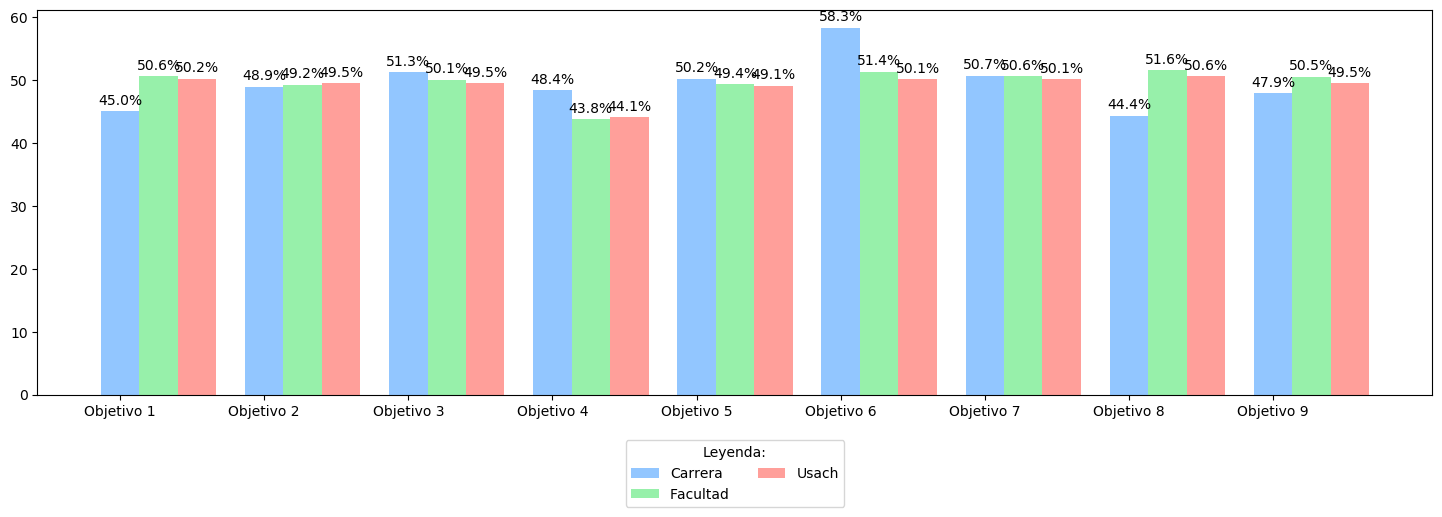 60
50
40
30
20
10
0
45.0% 50.6% 50.2%
48.9% 49.2% 49.5%
51.3% 50.1% 49.5%
48.4% 43.8% 44.1%
50.2% 49.4% 49.1%
58.3% 51.4% 50.1%
50.7% 50.6% 50.1%
44.4% 51.6% 50.6%
47.9% 50.5% 49.5%
Objetivo 1 Objetivo 2 Objetivo 3 Objetivo 4 Objetivo 5 Objetivo 6 Objetivo 7 Objetivo 8 Objetivo 9
Leyenda:
Carrera Usach
Facultad